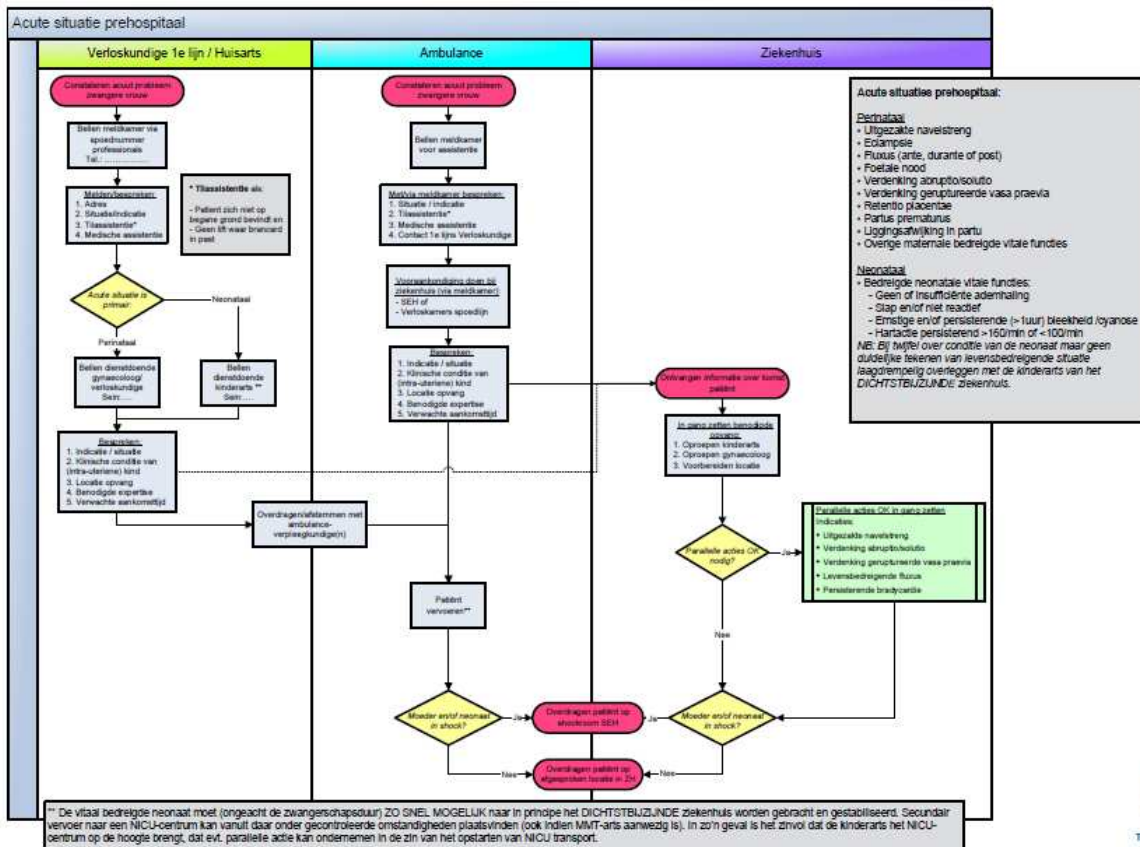 Acute situatie prehospitaal
Verloskundige 1e lijn / Huisarts
Ambulance
Ziekenhuis
Constateren acuut probleem
zwangere vrouw
Bellen meldkamer via
spoednummer
professionals
Tel.: ..................
Melden/bespreken:
1. Adres
2. Situatie/indicatie
3. Tilassistentie*
4. Medische assistentie
* Tilassistentie als:
- Patient zich niet op
begane grond bevindt en
- Geen lift waar brancard
in past
Acute situatie is
primair:
Neonataal
Perinataal
Bellen dienstdoende
gynaecoloog/
verloskundige
Sein:.....
Bellen
dienstdoende
kinderarts **
Sein:.....
Bespreken:
1. Indicatie / situatie
2. Klinische conditie van
(intra-uteriene) kind
3. Locatie opvang
4. Benodigde expertise
5. Verwachte aankomsttijd
Overdragen/afstemmen met
ambulance-
verpleegkundige(n)
Constateren acuut probleem
zwangere vrouw
Bellen meldkamer
voor assistentie
Met/via meldkamer bespreken:
1. Situatie / indicatie
2. Tilassistentie*
3. Medische assistentie
4. Contact 1e lijns Verloskundige
Vooraankondiging doen bij
ziekenhuis (via meldkamer):
- SEH of
- Verloskamers spoedlijn
Bespreken:
1. Indicatie / situatie
2. Klinische conditie van
(intra-uteriene) kind
3. Locatie opvang
4. Benodigde expertise
5. Verwachte aankomsttijd
Patiënt
vervoeren**
Moeder en/of neonaat
in shock?
Ja
Nee
Overdragen patiënt op
shockroom SEH
Overdragen patiënt op
afgesproken locatie in ZH
Ontvangen informatie over komst
patiënt
In gang zetten benodigde
opvang:
1. Oproepen kinderarts
2. Oproepen gynaecoloog
3. Voorbereiden locatie
Parallelle acties OK
nodig?
Ja
Nee
Parallelle acties OK in gang zetten
Indicaties:
• Uitgezakte navelstreng
• Verdenking abruptio/solutio
• Verdenking geruptureerde vasa praevia
• Levensbedreigende fluxus
• Persisterende bradycardie
Moeder en/of neonaat
in shock?
Ja
Nee
Acute situaties prehospitaal:
Perinataal
• Uitgezakte navelstreng
• Eclampsie
• Fluxus (ante, durante of post)
• Foetale nood
• Verdenking abruptio/solutio
• Verdenking geruptureerde vasa praevia
• Retentio placentae
• Partus prematurus
• Liggingsafwijking in partu
• Overige maternale bedreigde vitale functies
Neonataal
• Bedreigde neonatale vitale functies:
- Geen of insufficiënte ademhaling
- Slap en/of niet reactief
- Ernstige en/of persisterende (>1uur) bleekheid /cyanose
- Hartactie persisterend >160/min of <100/min
NB: Bij twijfel over conditie van de neonaat maar geen
duidelijke tekenen van levensbedreigende situatie
laagdrempelig overleggen met de kinderarts van het
DICHTSTBIJZIJNDE ziekenhuis.
** De vitaal bedreigde neonaat moet (ongeacht de zwangerschapsduur) ZO SNEL MOGELIJK naar in principe het DICHTSTBIJZIJNDE ziekenhuis worden gebracht en gestabiliseerd. Secundair
vervoer naar een NICU-centrum kan vanuit daar onder gecontroleerde omstandigheden plaatsvinden (ook indien MMT-arts aanwezig is). In zo'n geval is het zinvol dat de kinderarts het NICU-
centrum op de hoogte brengt, dat evt. parallelle actie kan ondernemen in de zin van het opstarten van NICU transport.